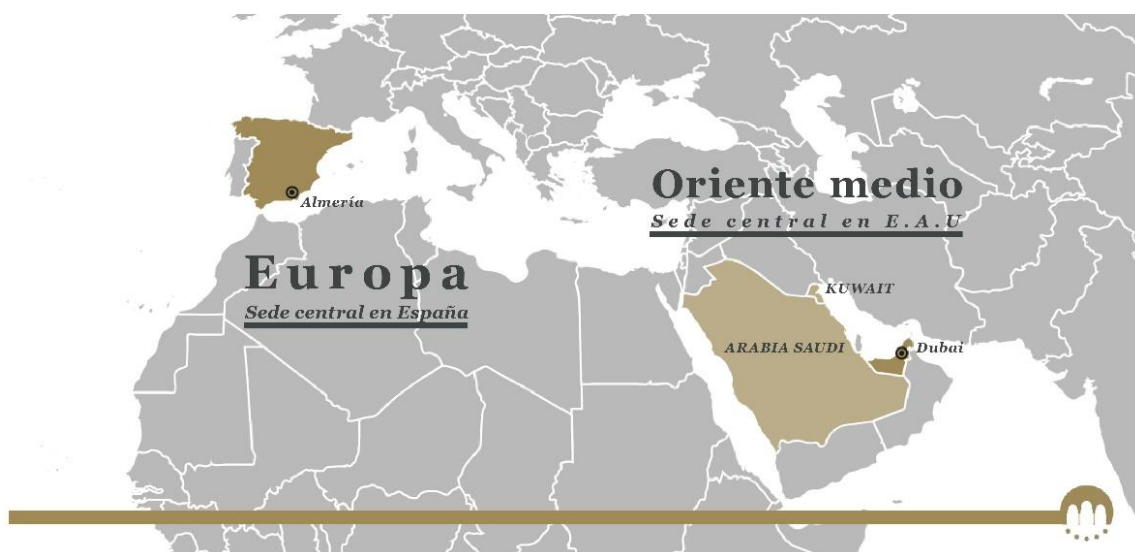 Almería
Europa
Sede central en España
Oriente medio
Sede central en E.A.U
KUWAIT
ARABIA SAUDI
Dubai